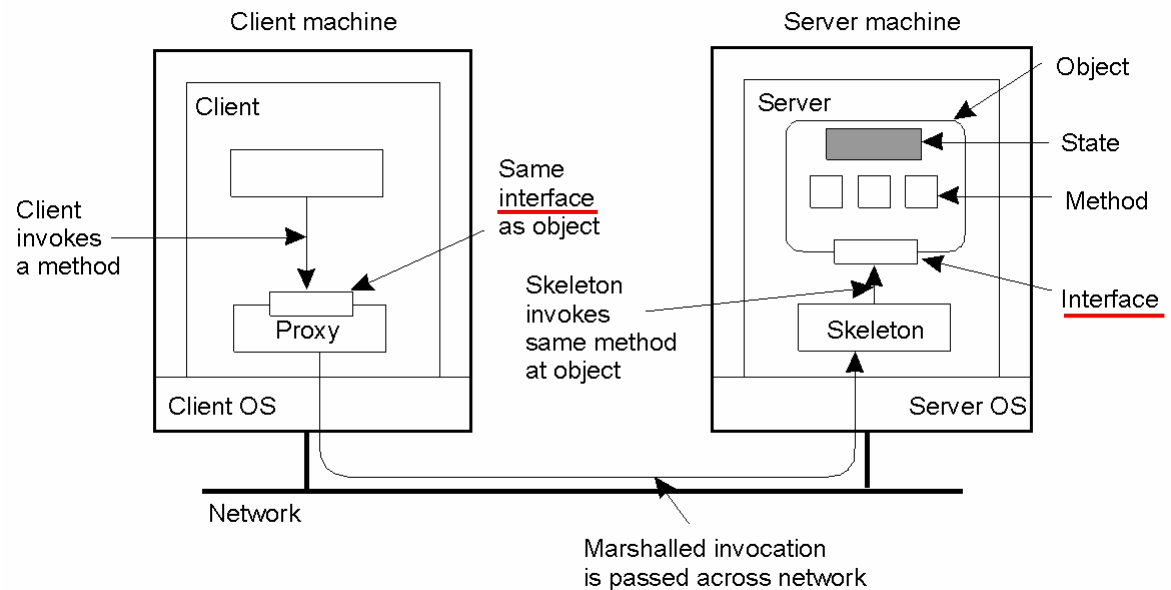 Client machine
Server machine
Client
Server
Object
State
Method
Interface
Same
interface
as object
Client
invokes
a method
Proxy
Skeleton
invokes
same method
at object
Skeleton
Client OS
Server OS
Network
Marshalled invocation
is passed across network